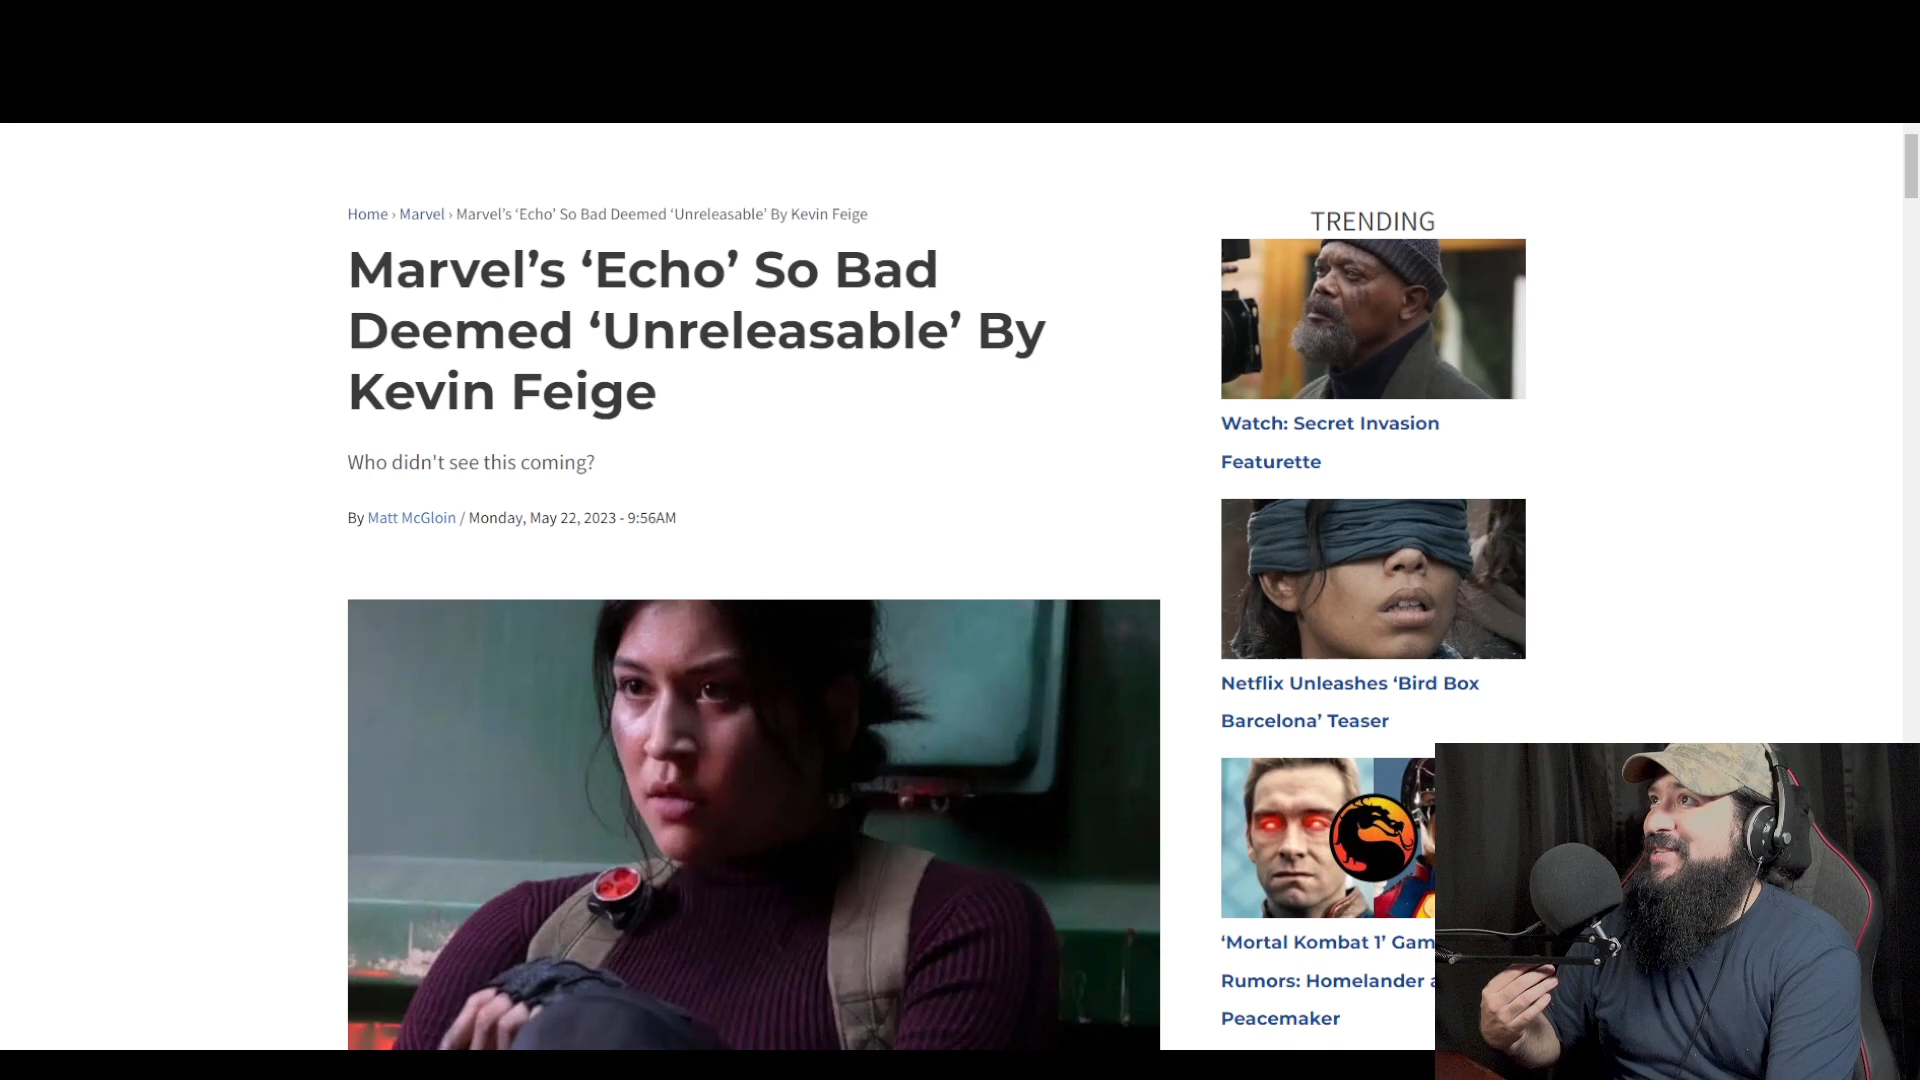 Home › Marvel › Marvel’s ‘Echo’ So Bad Deemed ‘Unreleasable’ By Kevin Feige
Marvel’s ‘Echo’ So Bad
Deemed ‘Unreleasable’ By
Kevin Feige
Who didn't see this coming?
By Matt McGloin / Monday, May 22, 2023 - 9:56AM
TRENDING
Watch: Secret Invasion
Featurette
Netflix Unleashes ‘Bird Box
Barcelona’ Teaser
‘Mortal Kombat 1’ Gam
Rumors: Homelander
Peacemaker